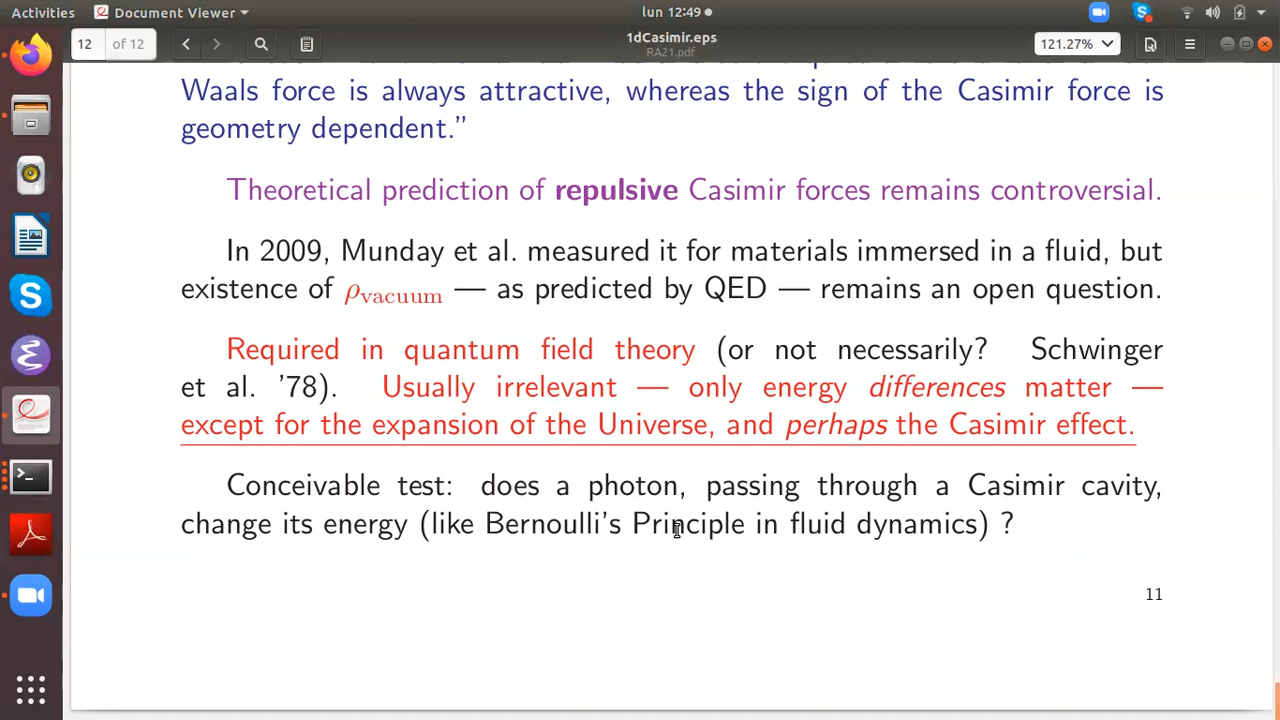 Activities Document Viewer lun 12:49
12 of 12 1dCasimir.eps RA21.pdf 121.27%
Waals force is always attractive, whereas the sign of the Casimir force is
geometry dependent.”
Theoretical prediction of repulsive Casimir forces remains controversial.
In 2009, Munday et al. measured it for materials immersed in a fluid, but
existence of ρvacuum — as predicted by QED — remains an open question.
Required in quantum field theory (or not necessarily? Schwinger
et al. ’78). Usually irrelevant — only energy differences matter —
except for the expansion of the Universe, and perhaps the Casimir effect.
Conceivable test: does a photon, passing through a Casimir cavity,
change its energy (like Bernoulli’s Principle in fluid dynamics) ?
11